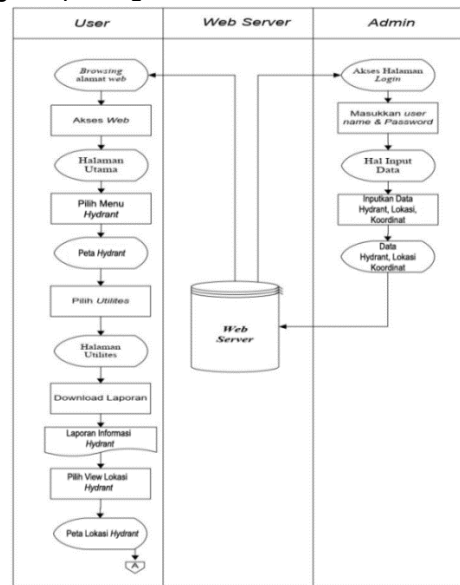 User
Web Server
Admin
Browsing
alamat web
Akses Web
Halaman
Utama
Pilih Menu
Hydrant
Peta Hydrant
Pilih Utilites
Halaman
Utilites
Download Laporan
Laporan Informasi
Hydrant
Pilih View Lokasi
Hydrant
Peta Lokasi Hydrant
A
Web
Server
Akses Halaman
Login
Masukkan user
name & Password
Hal Input
Data
Inputkan Data
Hydrant, Lokasi,
Koordinat
Data
Hydrant, Lokasi
Koordinat